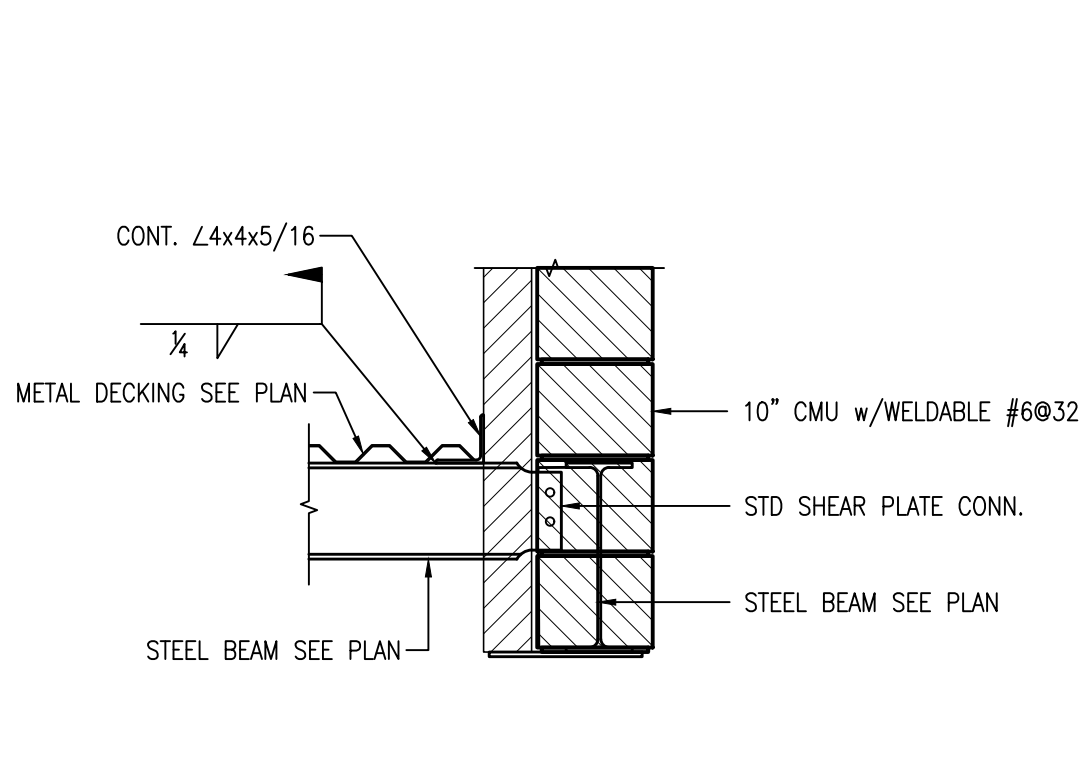 CONT. ∠4x4x5/16
1/4
METAL DECKING SEE PLAN
10" CMU w/WELDABLE #6@32
STD SHEAR PLATE CONN.
STEEL BEAM SEE PLAN
STEEL BEAM SEE PLAN